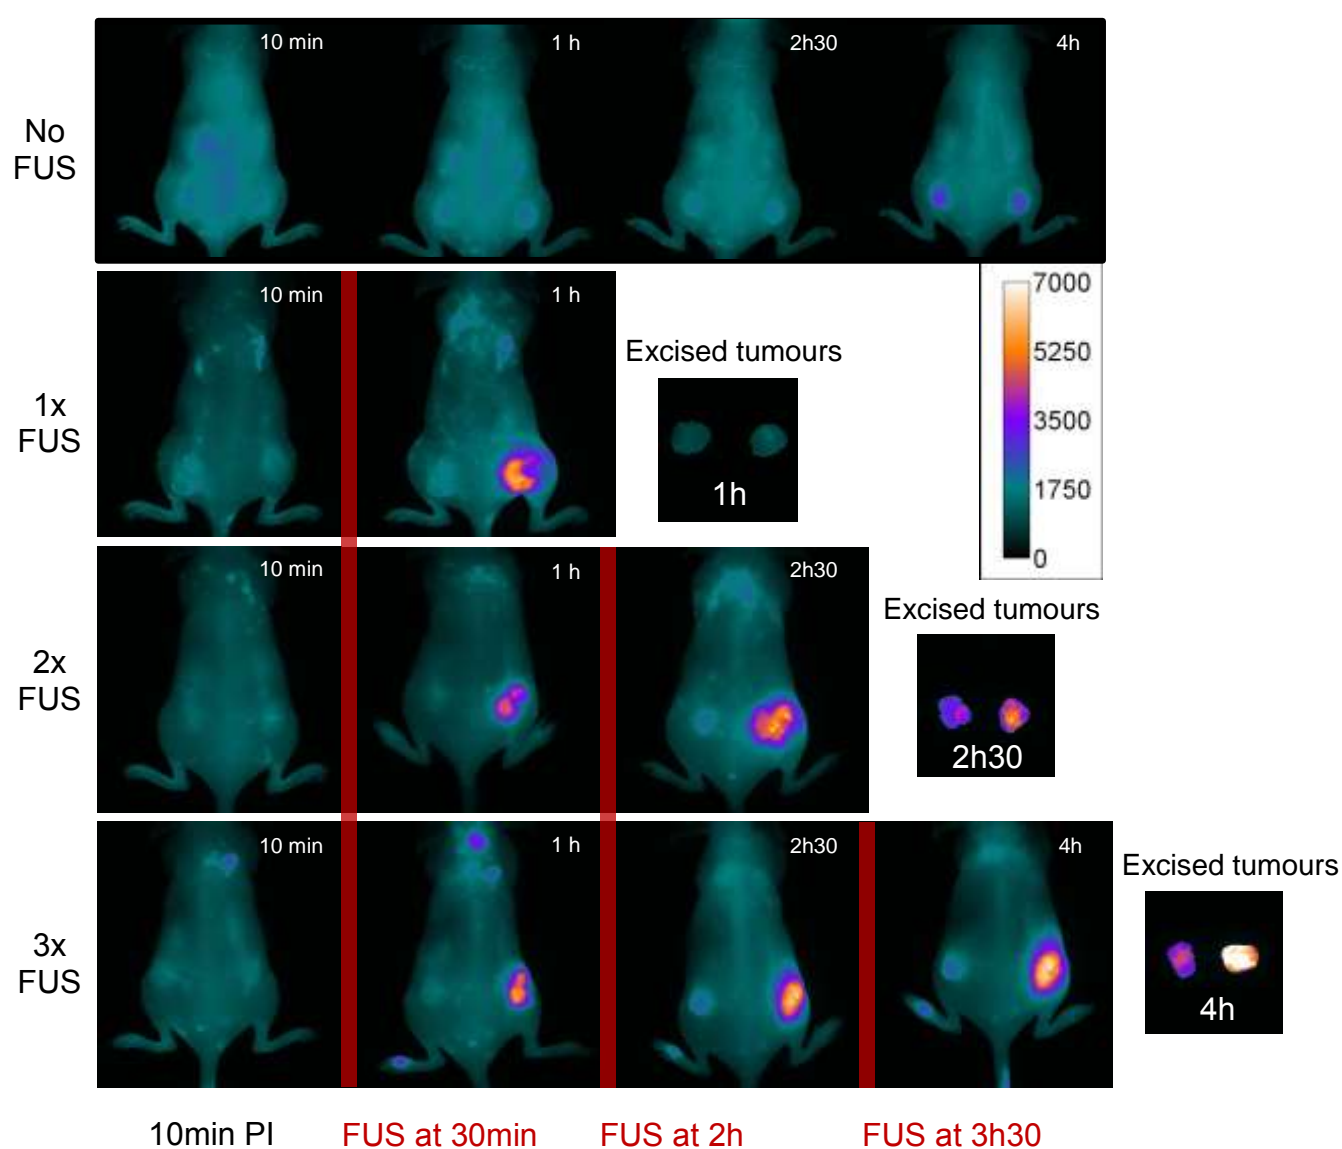 10 min
1 h
2h30
4h
No
FUS
10 min
1 h
7000
5250
3500
1750
0
Excised tumours
1h
1x
FUS
10 min
1 h
2h30
Excised tumours
2h30
2x
FUS
10 min
1 h
2h30
4h
Excised tumours
4h
3x
FUS
10min PI
FUS at 30min
FUS at 2h
FUS at 3h30